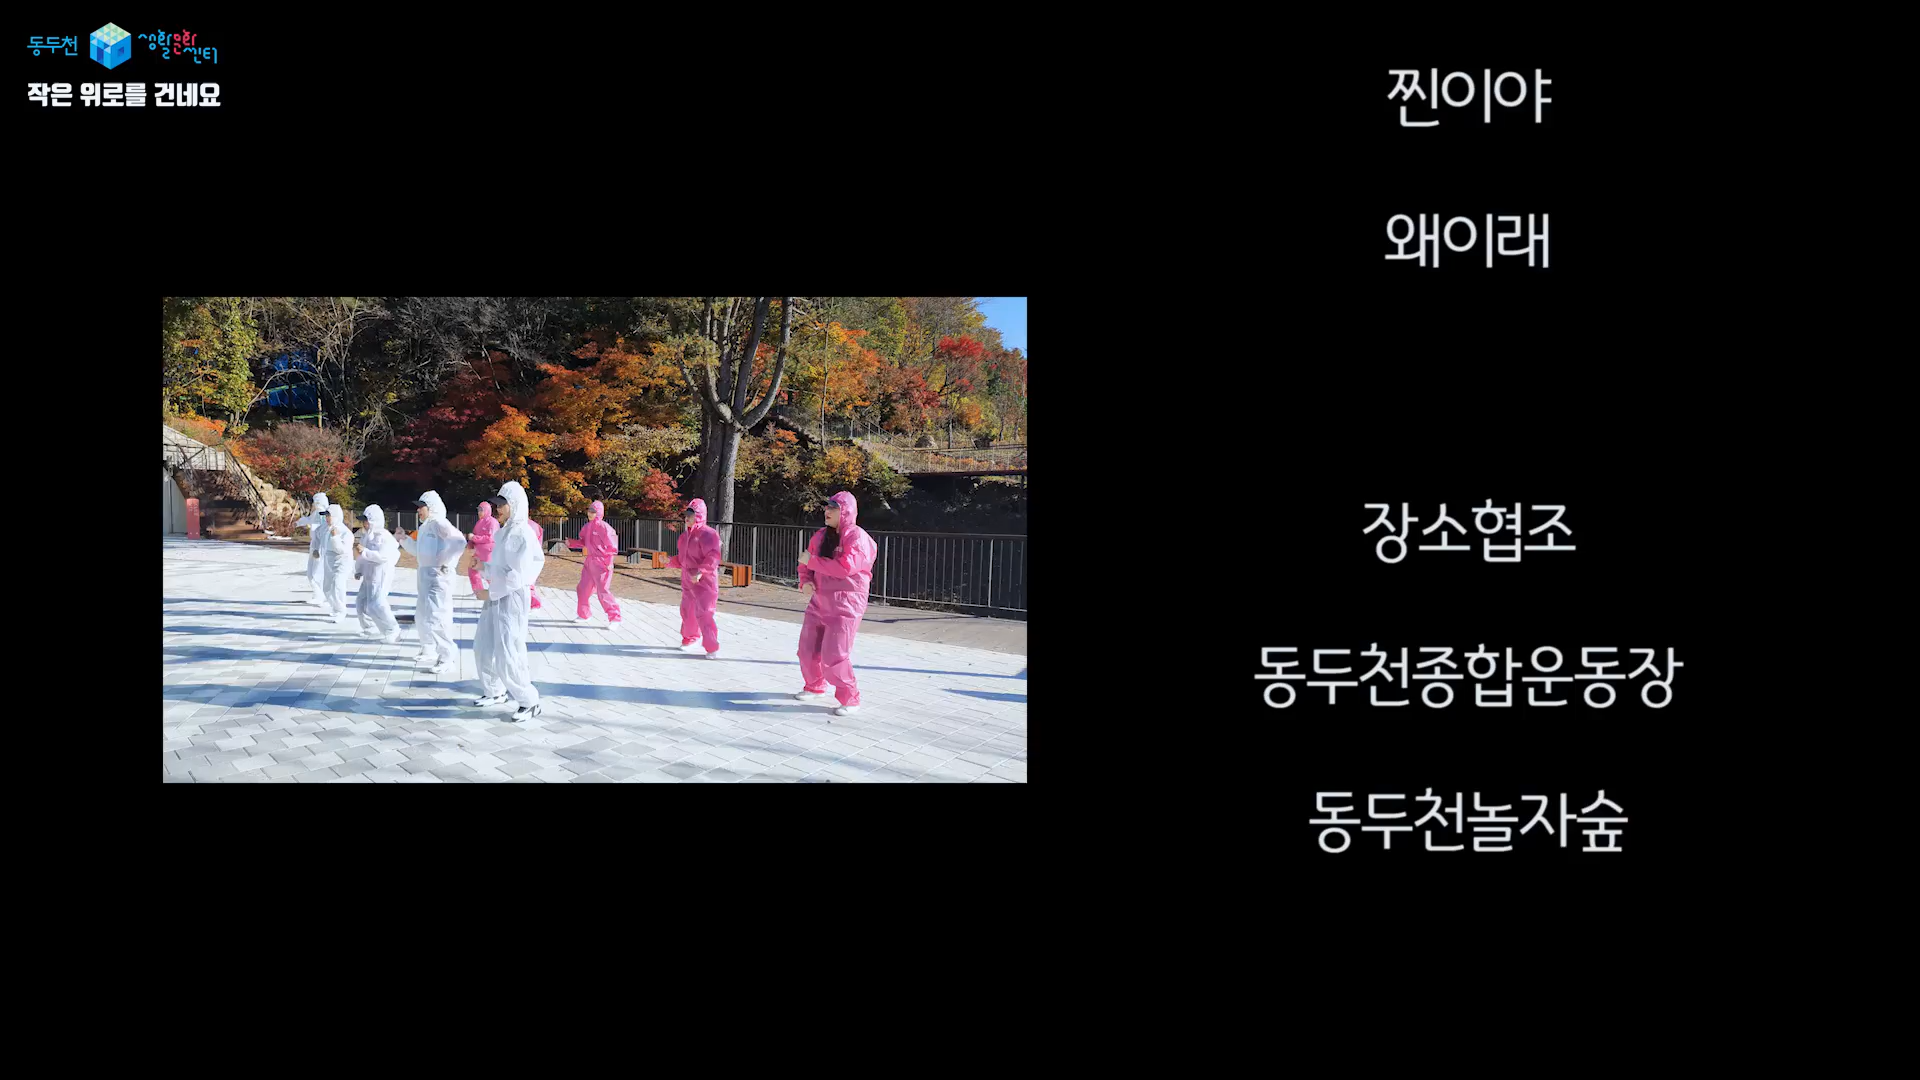 동두천 생활문화센터
작은 위로를 건네요
찐이야
왜이래
장소협조
동두천종합운동장
동두천놀자숲